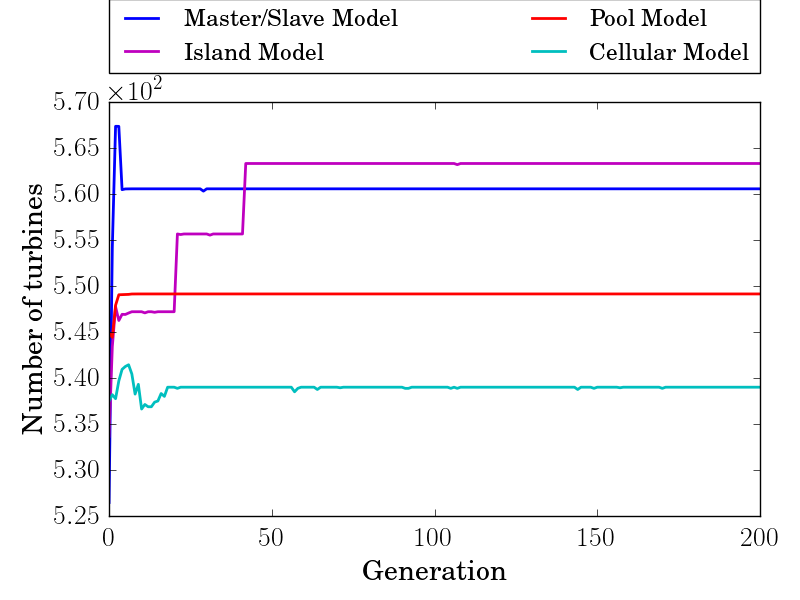 Master/Slave Model Pool Model
Island Model Cellular Model
×10²
5.70
5.65
5.60
5.55
5.50
5.45
5.40
5.35
5.30
5.25
Number of turbines
0 50 100 150 200
Generation